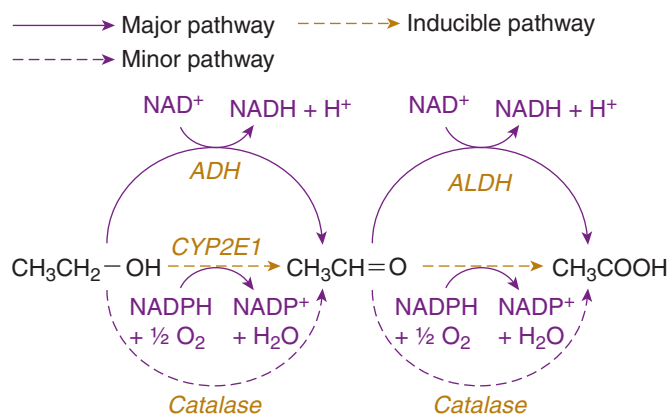 Major pathway
Inducible pathway
Minor pathway
NAD⁺ NADH + H⁺ NAD⁺ NADH + H⁺
ADH ALDH
CYP2E1
CH₃CH₂—OH CH₃CH=O CH₃COOH
NADPH NADP⁺ NADPH NADP⁺
+ ½ O₂ + H₂O + ½ O₂ + H₂O
Catalase Catalase